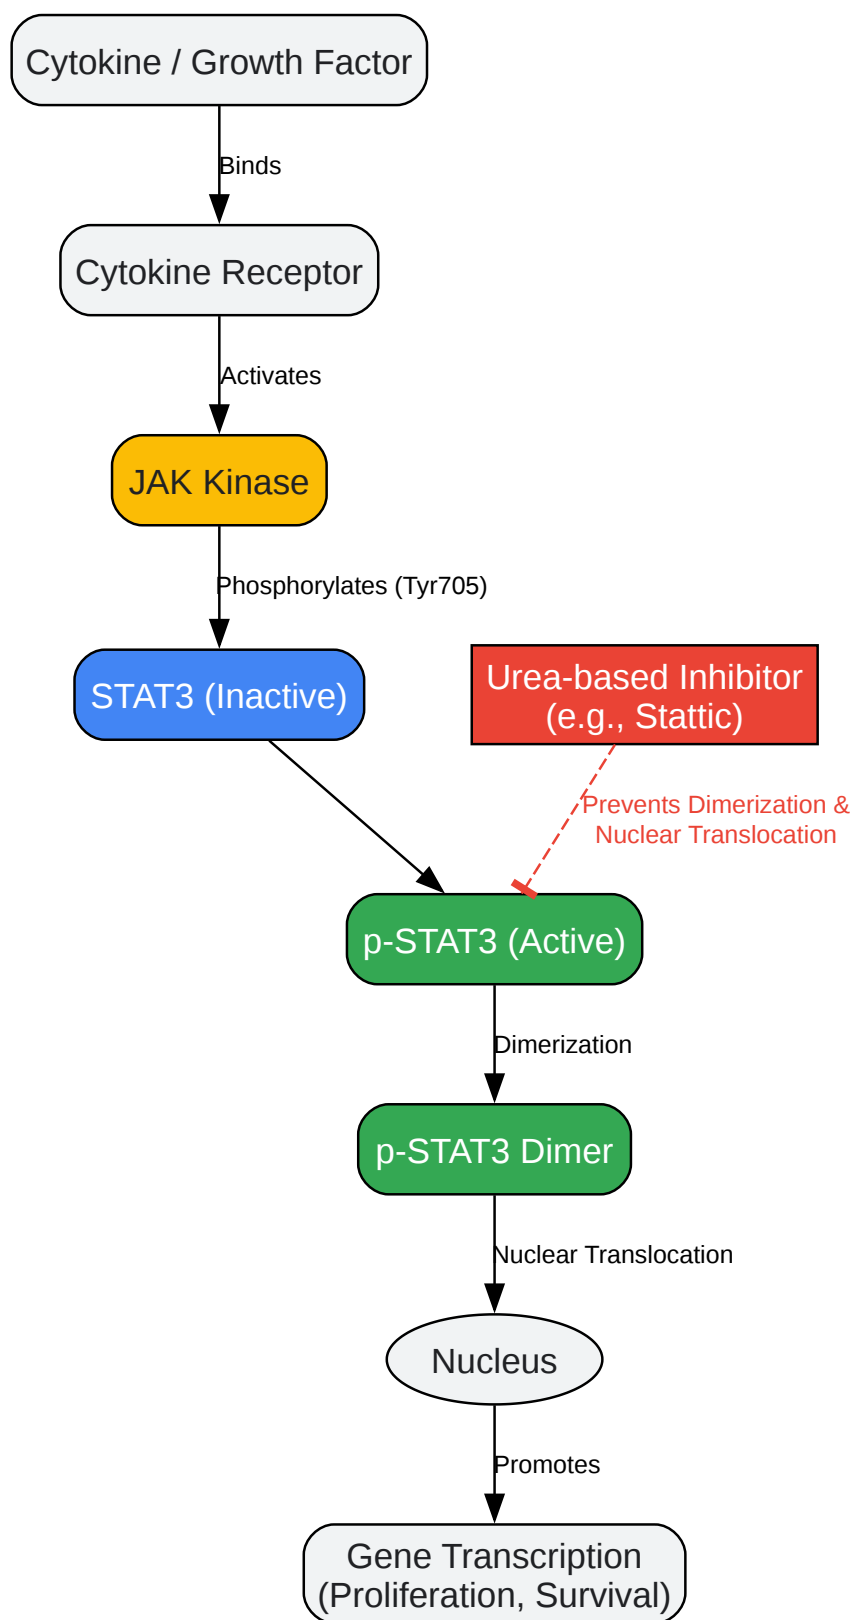 Cytokine / Growth Factor
Binds
Cytokine Receptor
Activates
JAK Kinase
Phosphorylates (Tyr705)
STAT3 (Inactive)
Urea-based Inhibitor
(e.g., Stattic)
Prevents Dimerization &
Nuclear Translocation
p-STAT3 (Active)
Dimerization
p-STAT3 Dimer
Nuclear Translocation
Nucleus
Promotes
Gene Transcription
(Proliferation, Survival)